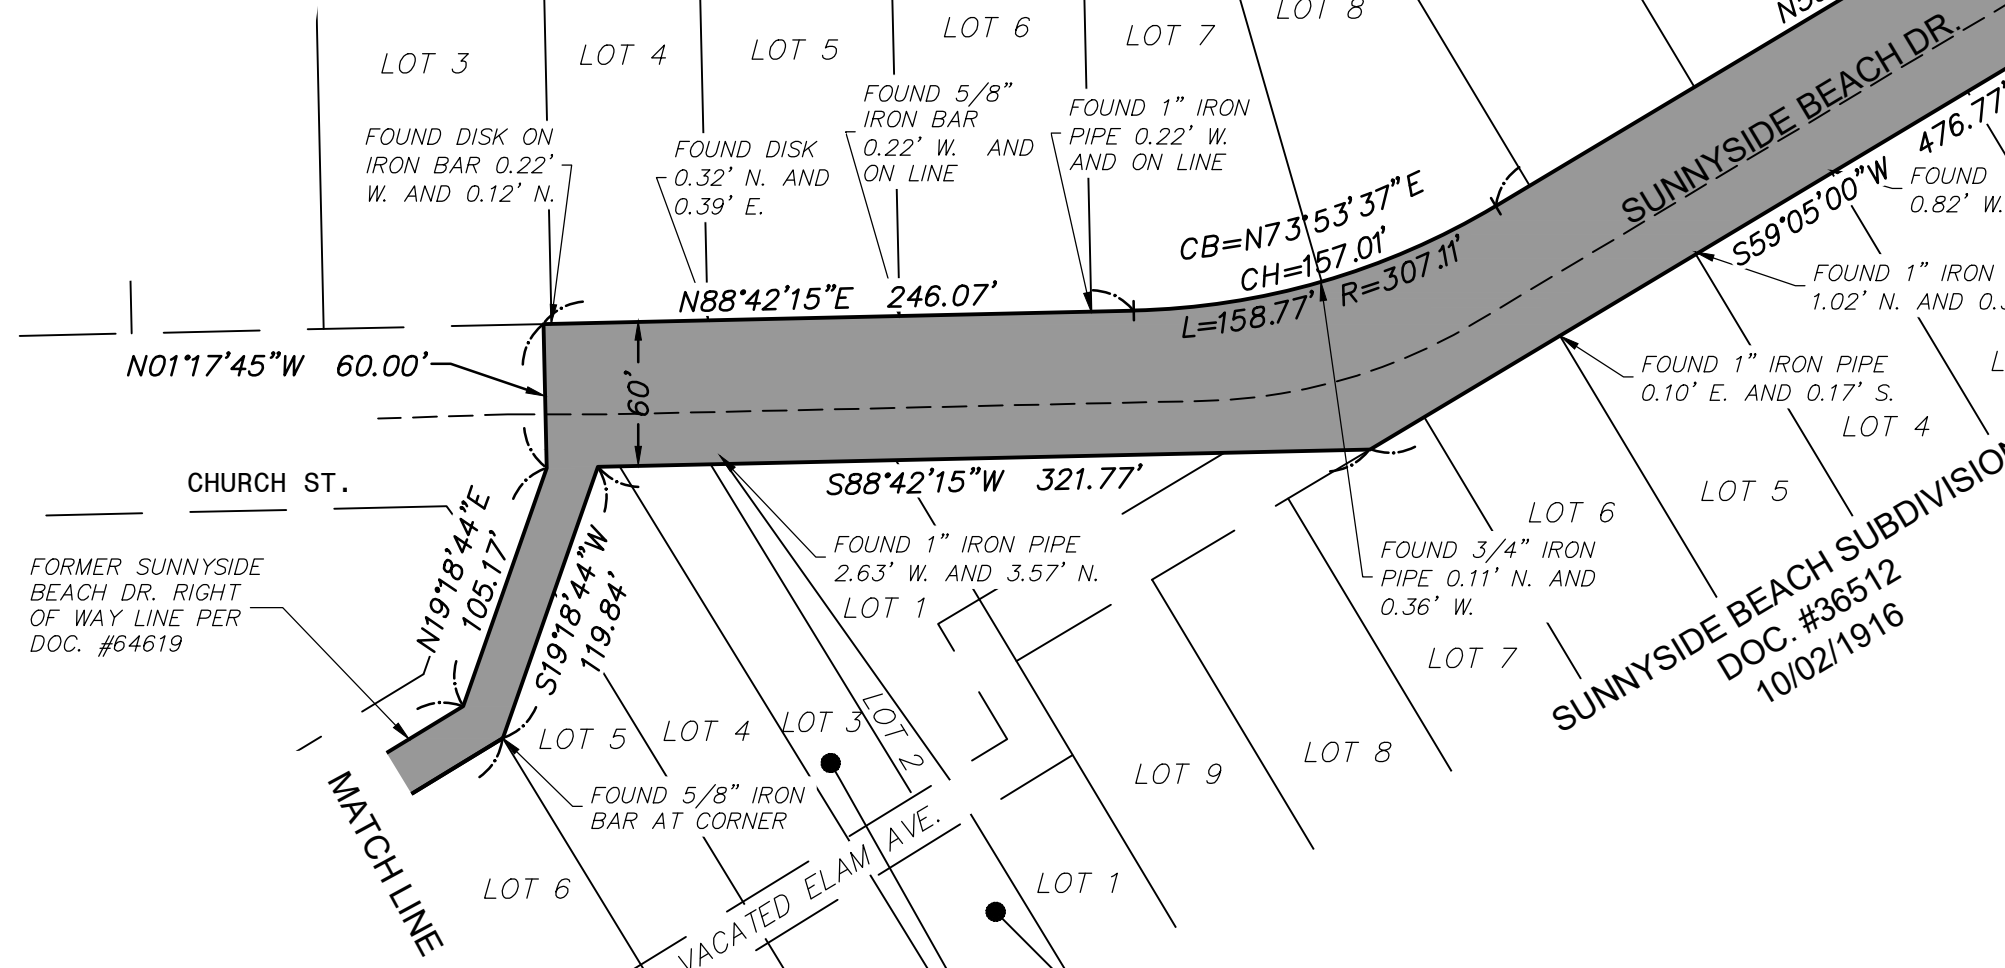 LOT 3
LOT 4
LOT 5
LOT 6
LOT 7
LOT 8
SUNNYSIDE BEACH DR.
FOUND DISK ON
IRON BAR 0.22'
W. AND 0.12' N.
FOUND DISK
0.32' N. AND
0.39' E.
FOUND 5/8"
IRON BAR
0.22' W. AND
ON LINE
FOUND 1" IRON
PIPE 0.22' W.
AND ON LINE
CB=N73°53'37"E
CH=157.01'
L=158.77' R=307.11'
S59°05'00"W 476.77'
FOUND
0.82' W.
FOUND 1" IRON
1.02' N. AND
N88°42'15"E 246.07'
N01°17'45"W 60.00'
60'
FOUND 1" IRON PIPE
0.10' E. AND 0.17' S.
LOT 4
CHURCH ST.
S88°42'15"W 321.77'
LOT 5
LOT 6
FORMER SUNNYSIDE
BEACH DR. RIGHT
OF WAY LINE PER
DOC. #64619
N19°18'44"E
105.17'
S19°18'44"W
119.84'
FOUND 1" IRON PIPE
2.63' W. AND 3.57' N.
LOT 1
FOUND 3/4" IRON
PIPE 0.11' N. AND
0.36' W.
LOT 7
SUNNYSIDE BEACH SUBDIVISION
DOC. #36512
10/02/1916
LOT 5
LOT 4
LOT 3
LOT 2
LOT 9
LOT 8
MATCH LINE
FOUND 5/8" IRON
BAR AT CORNER
LOT 6
VACATED ELAM AVE.
LOT 1